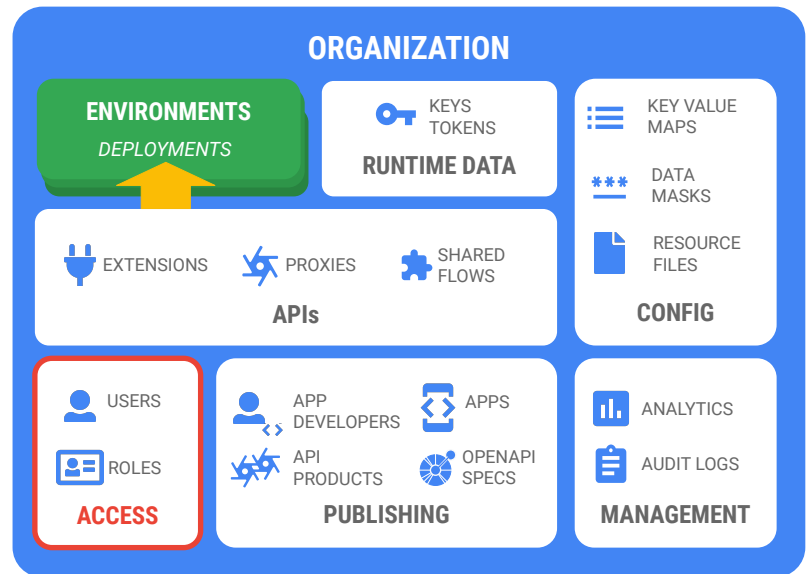 ORGANIZATION
ENVIRONMENTS
DEPLOYMENTS
KEYS
TOKENS
RUNTIME DATA
KEY VALUE
MAPS
***
DATA
MASKS
RESOURCE
FILES
CONFIG
EXTENSIONS
PROXIES
SHARED
FLOWS
APIs
USERS
ROLES
ACCESS
APP
DEVELOPERS
APPS
API
PRODUCTS
OPENAPI
SPECS
PUBLISHING
ANALYTICS
AUDIT LOGS
MANAGEMENT